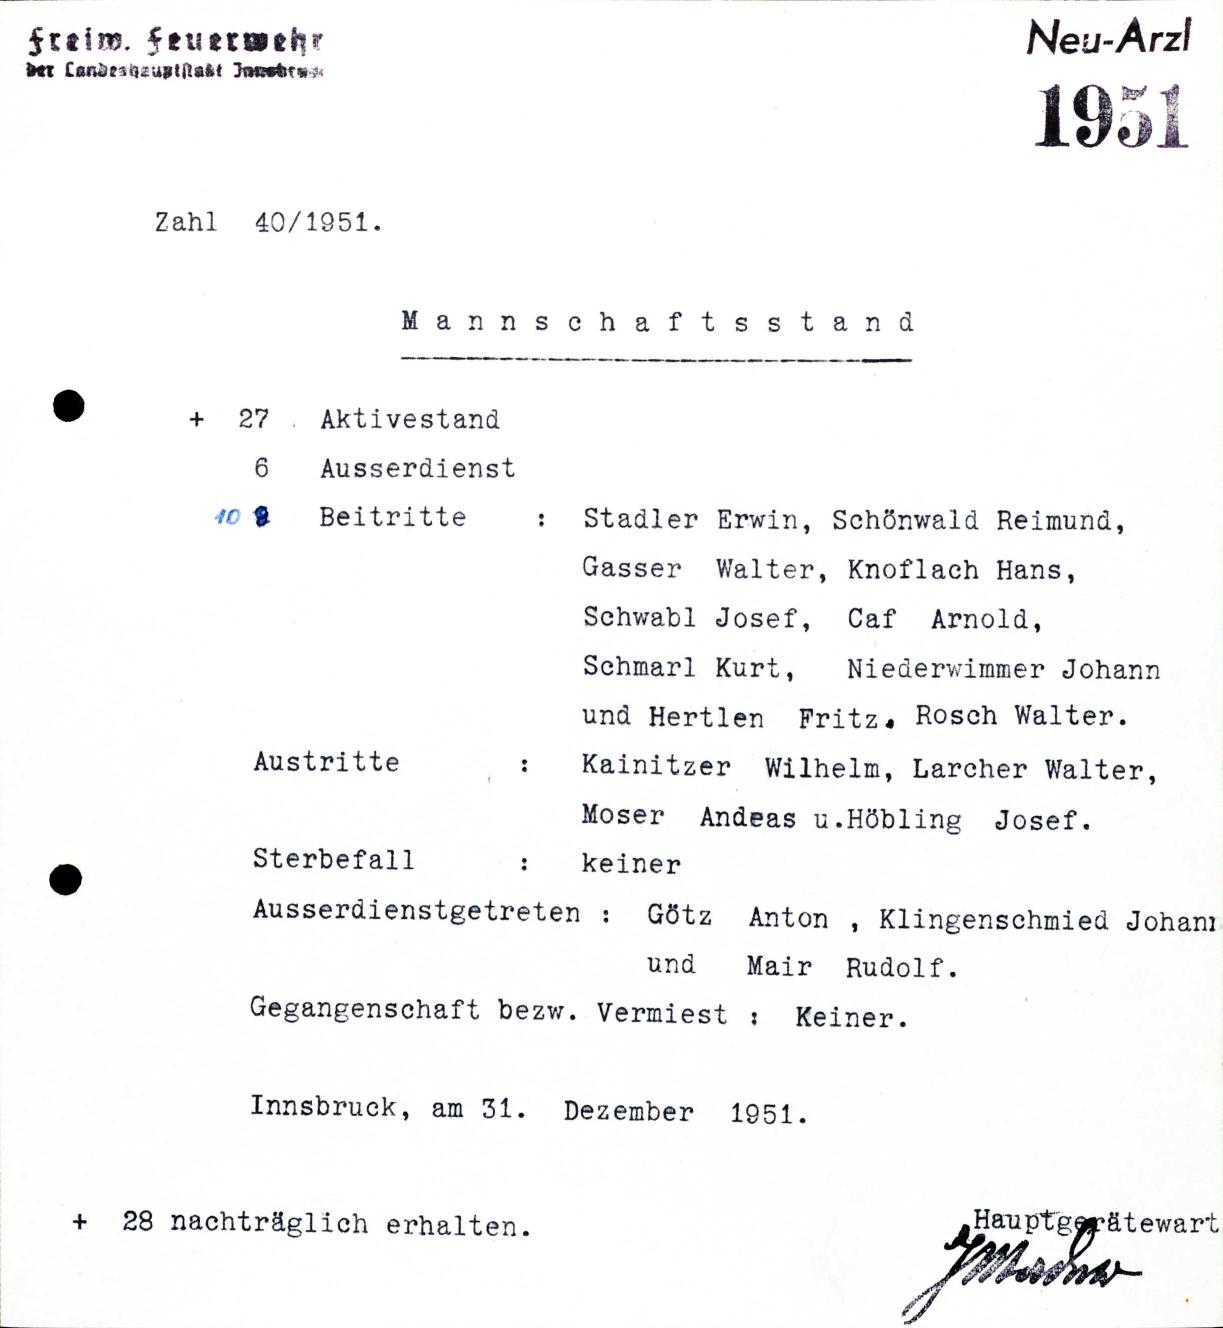 Freiw. Feuerwehr
der Landeshauptstadt Innsbruck
Neu-Arzl
1951
Zahl 40/1951.
Mannschaftsstand
+ 27 Aktivestand
6 Ausserdienst
10 9 Beitritte : Stadler Erwin, Schönwald Reimund,
Gasser Walter, Knoflach Hans,
Schwabl Josef, Caf Arnold,
Schmarl Kurt, Niederwimmer Johann
und Hertlen Fritz. Rosch Walter.
Austritte : Kainitzer Wilhelm, Larcher Walter,
Moser Andeas u.Höbling Josef.
Sterbefall : keiner
Ausserdienstgetreten : Götz Anton , Klingenschmied Johann
und Mair Rudolf.
Gegangenschaft bezw. Vermiest : Keiner.
Innsbruck, am 31. Dezember 1951.
+ 28 nachträglich erhalten.
Hauptgerätewart